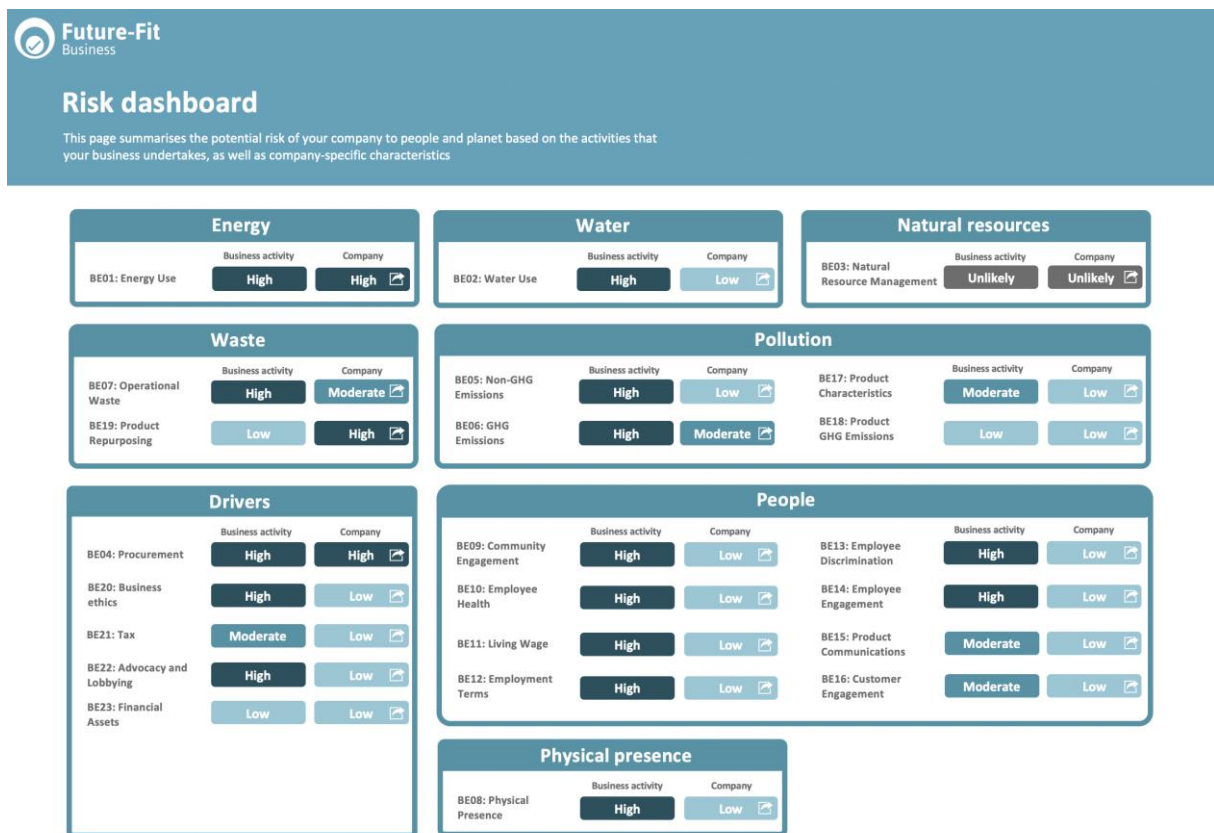 Future-Fit
Business
Risk dashboard
This page summarises the potential risk of your company to people and planet based on the activities that
your business undertakes, as well as company-specific characteristics
Energy
Business activity Company
BE01: Energy Use High High
Water
Business activity Company
BE02: Water Use High Low
Natural resources
Business activity Company
BE03: Natural
Resource Management Unlikely Unlikely
Waste
Business activity Company
BE07: Operational
Waste High Moderate
BE19: Product
Repurposing Low High
Pollution
Business activity Company
BE05: Non-GHG
Emissions High Low
BE06: GHG
Emissions High Moderate
Business activity Company
BE17: Product
Characteristics Moderate Low
BE18: Product
GHG Emissions Low Low
Drivers
Business activity Company
BE04: Procurement High High
BE20: Business
ethics High Low
BE21: Tax Moderate Low
BE22: Advocacy and
Lobbying High Low
BE23: Financial
Assets Low Low
People
Business activity Company
BE09: Community
Engagement High Low
BE10: Employee
Health High Low
BE11: Living Wage High Low
BE12: Employment
Terms High Low
Business activity Company
BE13: Employee
Discrimination High Low
BE14: Employee
Engagement High Low
BE15: Product
Communications Moderate Low
BE16: Customer
Engagement Moderate Low
Physical presence
Business activity Company
BE08: Physical
Presence High Low